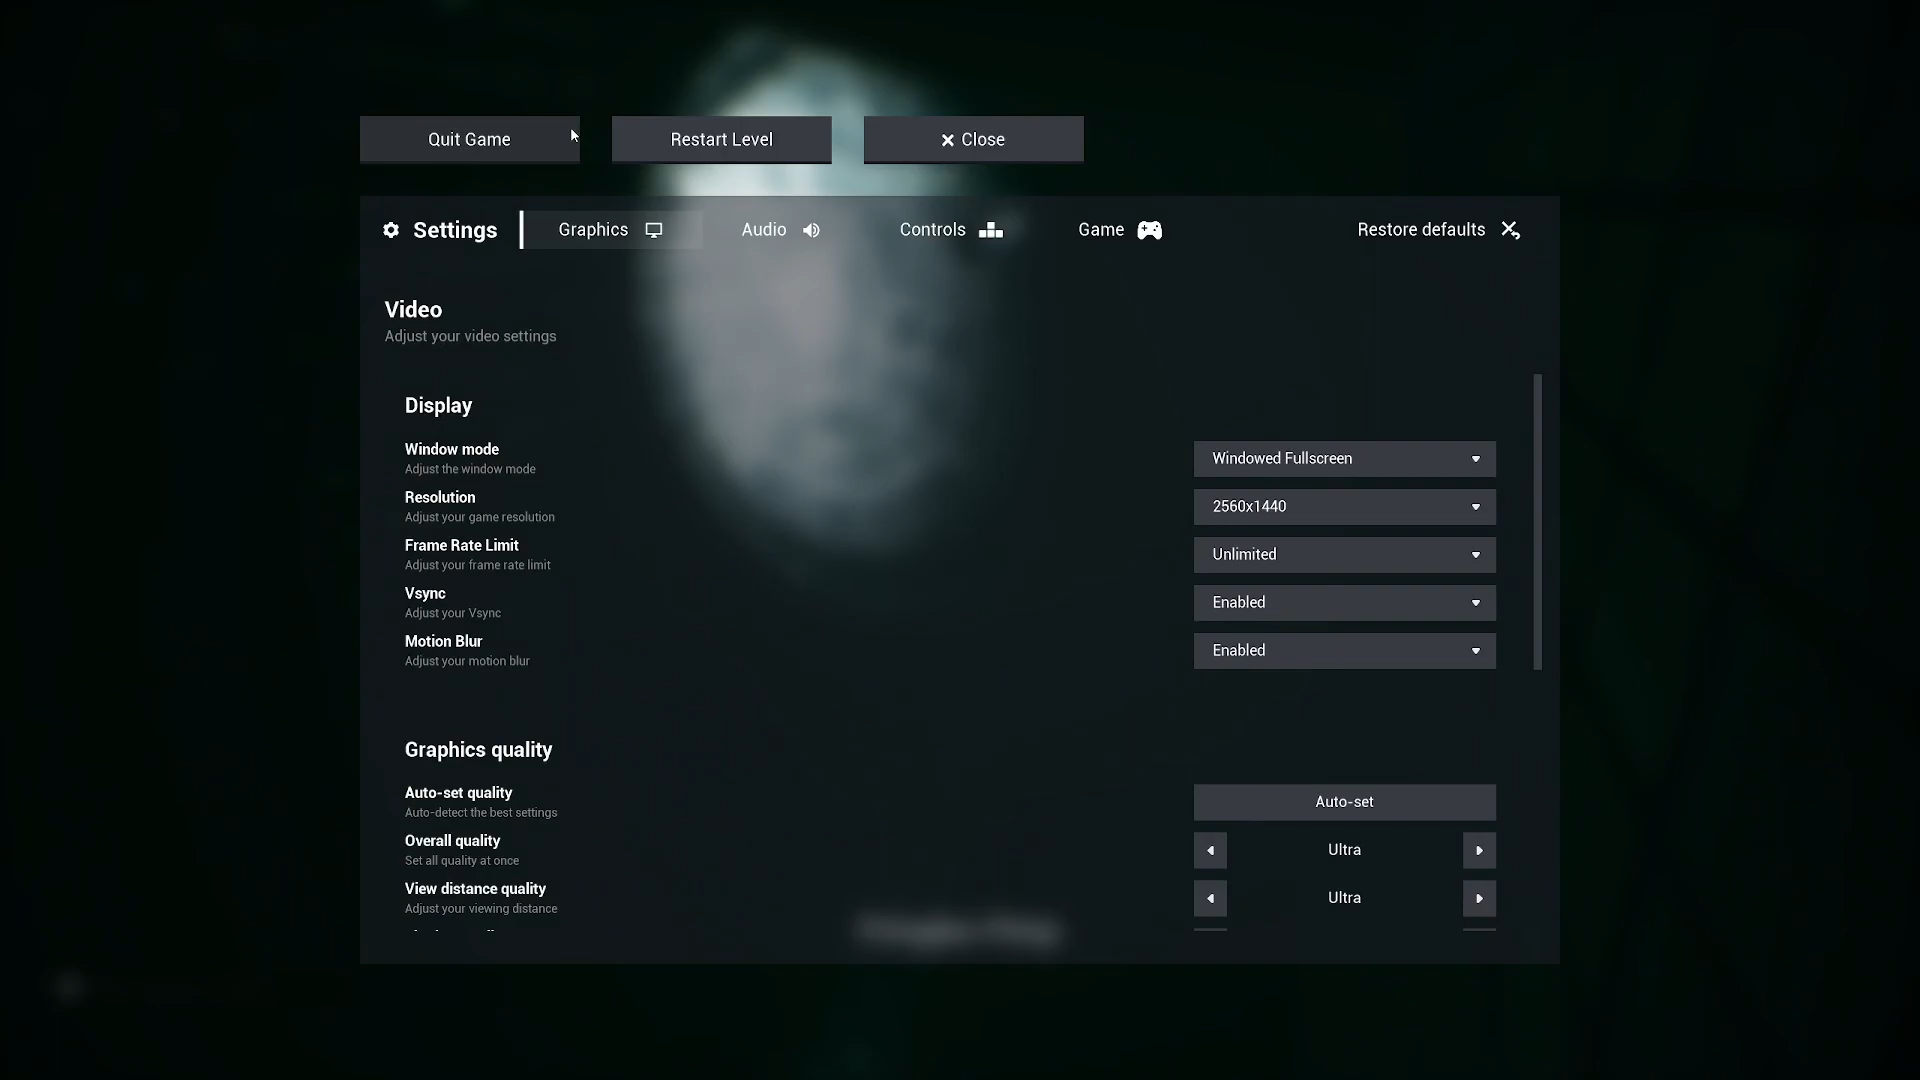 Quit Game
Restart Level
Close
Settings
Graphics
Audio
Controls
Game
Restore defaults
Video
Adjust your video settings
Display
Window mode
Adjust the window mode
Windowed Fullscreen
Resolution
Adjust your game resolution
2560x1440
Frame Rate Limit
Adjust your frame rate limit
Unlimited
Vsync
Adjust your Vsync
Enabled
Motion Blur
Adjust your motion blur
Enabled
Graphics quality
Auto-set quality
Auto-detect the best settings
Auto-set
Overall quality
Set all quality at once
Ultra
View distance quality
Adjust your viewing distance
Ultra